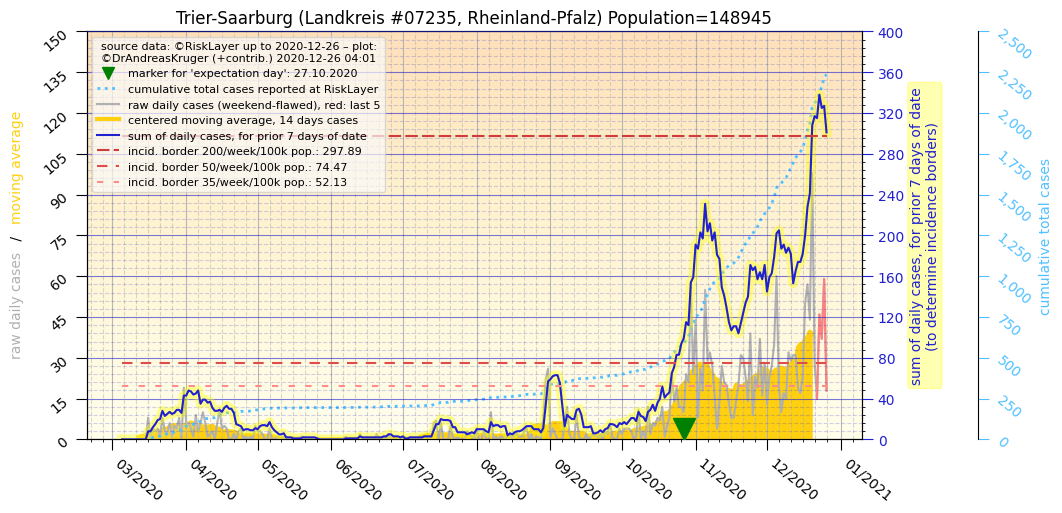 Trier-Saarburg (Landkreis #07235, Rheinland-Pfalz) Population=148945
source data: ©RiskLayer up to 2020-12-26 – plot:
©DrAndreasKruger (+contrib.) 2020-12-26 04:01
marker for 'expectation day': 27.10.2020
cumulative total cases reported at RiskLayer
raw daily cases (weekend-flawed), red: last 5
centered moving average, 14 days cases
sum of daily cases, for prior 7 days of date
incid. border 200/week/100k pop.: 297.89
incid. border 50/week/100k pop.: 74.47
incid. border 35/week/100k pop.: 52.13
raw daily cases / moving average
150
135
120
105
90
75
60
45
30
15
0
400
360
320
280
240
200
160
120
80
40
0
sum of daily cases, for prior 7 days of date
(to determine incidence borders)
2,500
2,250
2,000
1,750
1,500
1,250
1,000
750
500
250
0
cumulative total cases
03/2020
04/2020
05/2020
06/2020
07/2020
08/2020
09/2020
10/2020
11/2020
12/2020
01/2021